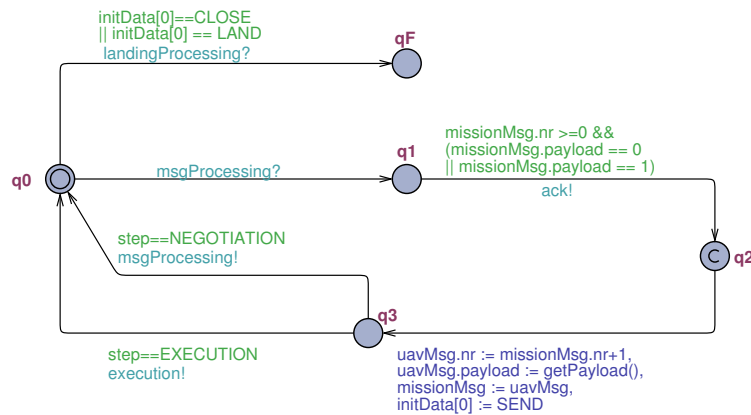 initData[0]==CLOSE
|| initData[0] == LAND
landingProcessing?
qF
missionMsg.nr >=0 &&
(missionMsg.payload == 0
|| missionMsg.payload == 1)
ack!
q1
q0
msgProcessing?
step==NEGOTIATION
msgProcessing!
C
q2
q3
step==EXECUTION
execution!
uavMsg.nr := missionMsg.nr+1,
uavMsg.payload := getPayload(),
missionMsg := uavMsg,
initData[0] := SEND